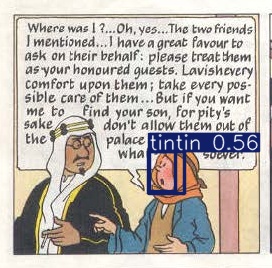 Where was I ?...Oh, yes...The two friends
I mentioned...I have a great favour to
ask on their behalf: please treat them
as your honoured guests. Lavish every
comfort upon them; take every pos-
sible care of them... But if you want
me to find your son, for pity's
sake don't allow them out of
the palace
wha soever.
tintin 0.56